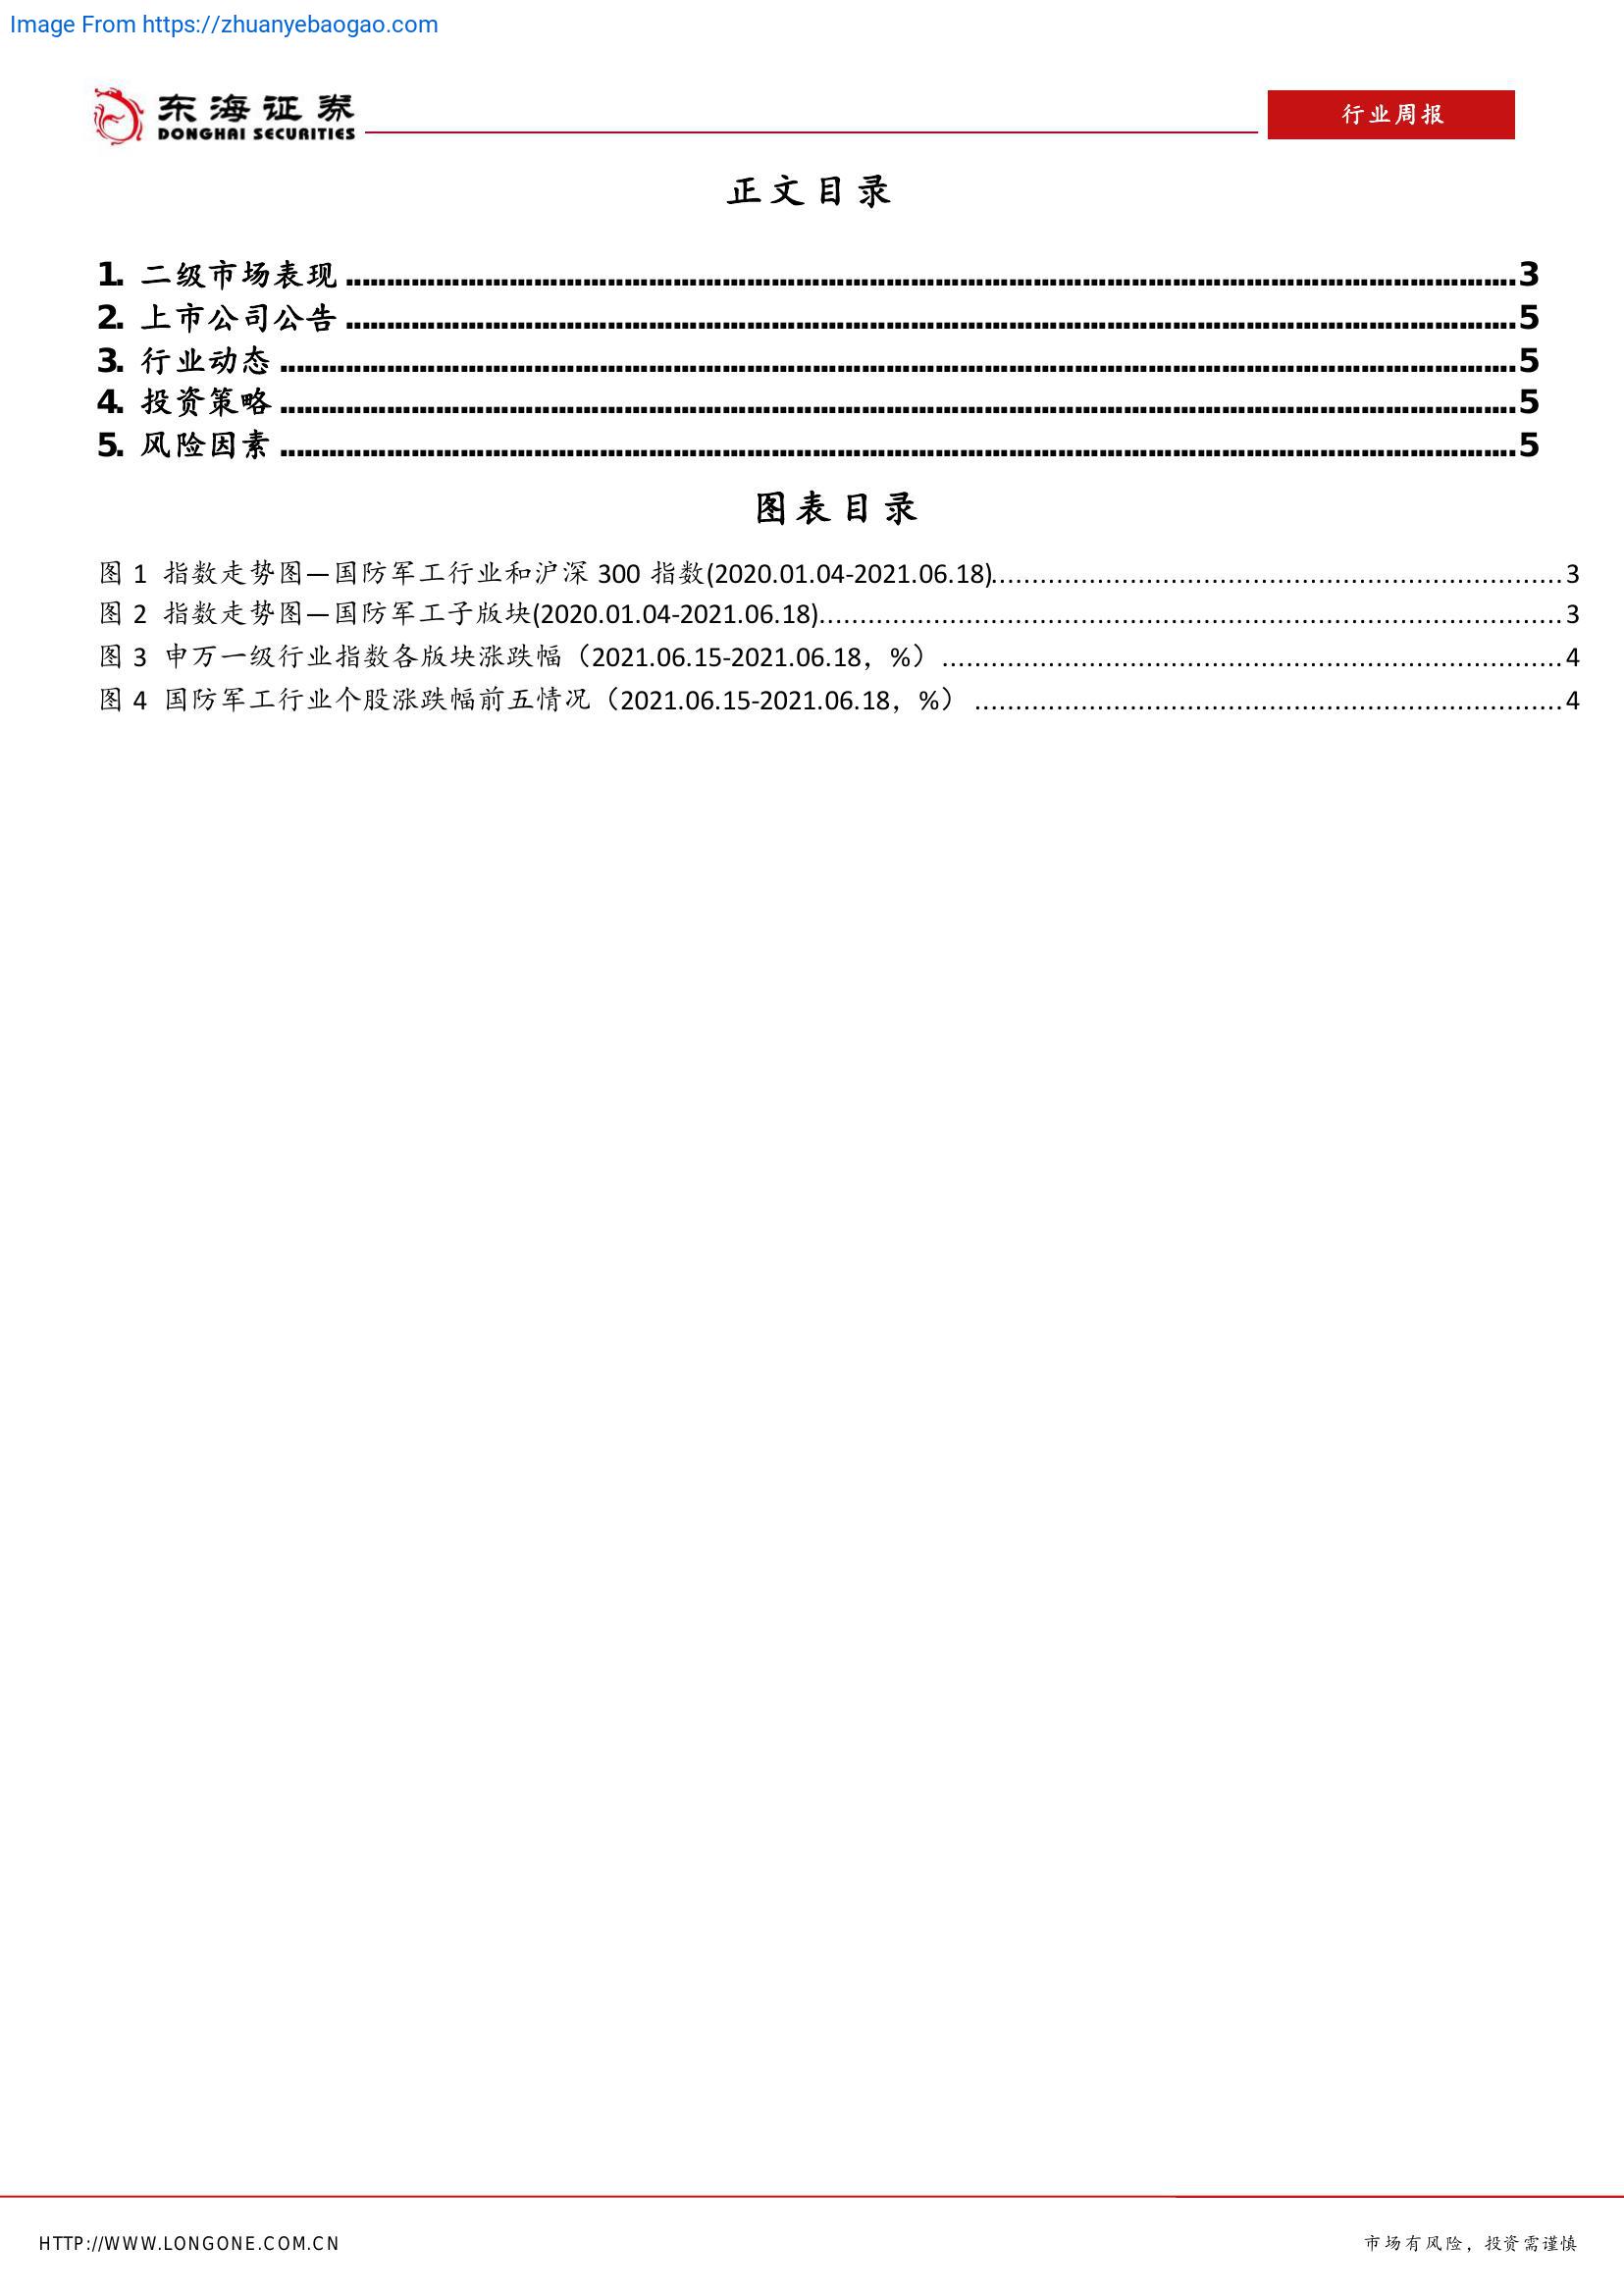 Image From https://zhuanyebaogao.com
东海证券
DONGHAI SECURITIES
行业周报
正文目录
1. 二级市场表现 ........................................ 3
2. 上市公司公告 ........................................ 5
3. 行业动态 ........................................ 5
4. 投资策略 ........................................ 5
5. 风险因素 ........................................ 5
图表目录
图 1 指数走势图—国防军工行业和沪深 300 指数(2020.01.04-2021.06.18)........................................ 3
图 2 指数走势图—国防军工子版块(2020.01.04-2021.06.18)........................................ 3
图 3 申万一级行业指数各版块涨跌幅（2021.06.15-2021.06.18，%） ........................................ 4
图 4 国防军工行业个股涨跌幅前五情况（2021.06.15-2021.06.18，%） ........................................ 4
HTTP://WWW.LONGONE.COM.CN
市场有风险，投资需谨慎